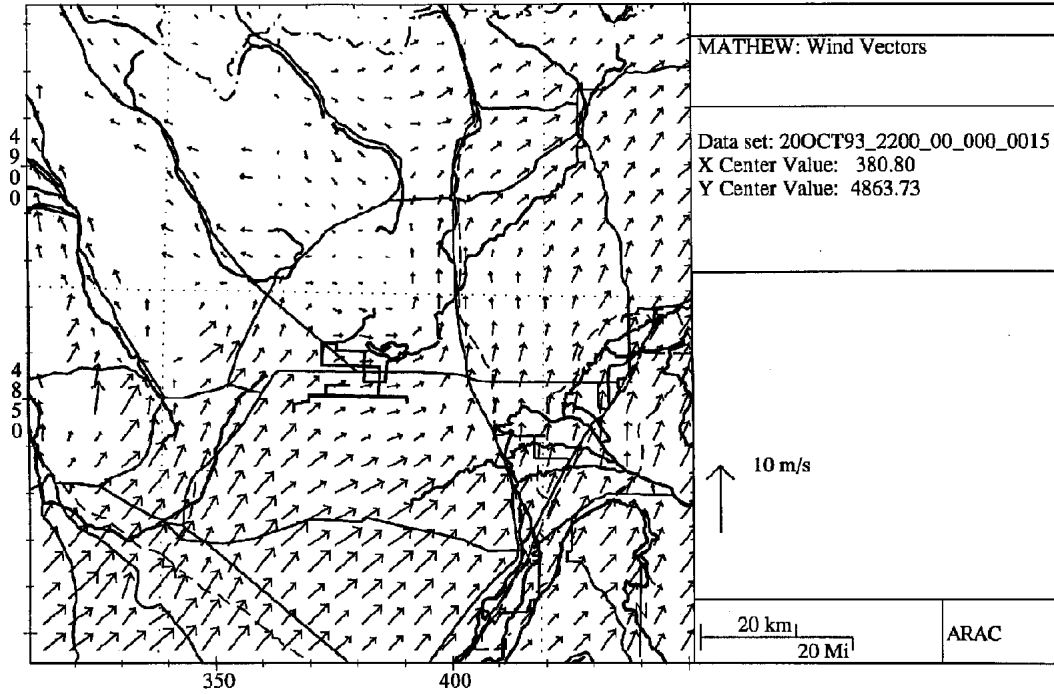 MATHEW: Wind Vectors
Data set: 20OCT93_2200_00_000_0015
X Center Value: 380.80
Y Center Value: 4863.73
4900
4850
10 m/s
20 km
20 Mi
ARAC
350
400